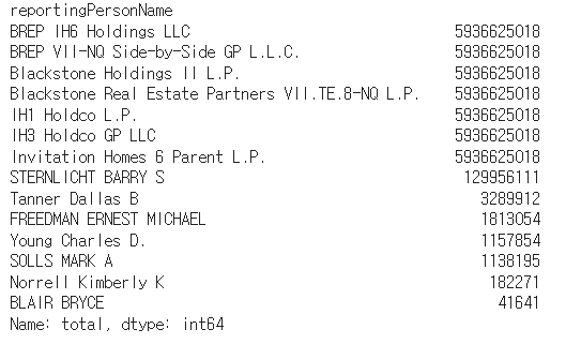 reportingPersonName
BREP IH6 Holdings LLC 5936625018
BREP VII-NQ Side-by-Side GP L.L.C. 5936625018
Blackstone Holdings II L.P. 5936625018
Blackstone Real Estate Partners VII.TE.8-NQ L.P. 5936625018
IH1 Holdco L.P. 5936625018
IH3 Holdco GP LLC 5936625018
Invitation Homes 6 Parent L.P. 5936625018
STERNLICHT BARRY S 129956111
Tanner Dallas B 3289912
FREEDMAN ERNEST MICHAEL 1813054
Young Charles D. 1157854
SOLLS MARK A 1138195
Norrell Kimberly K 182271
BLAIR BRYCE 41641
Name: total, dtype: int64